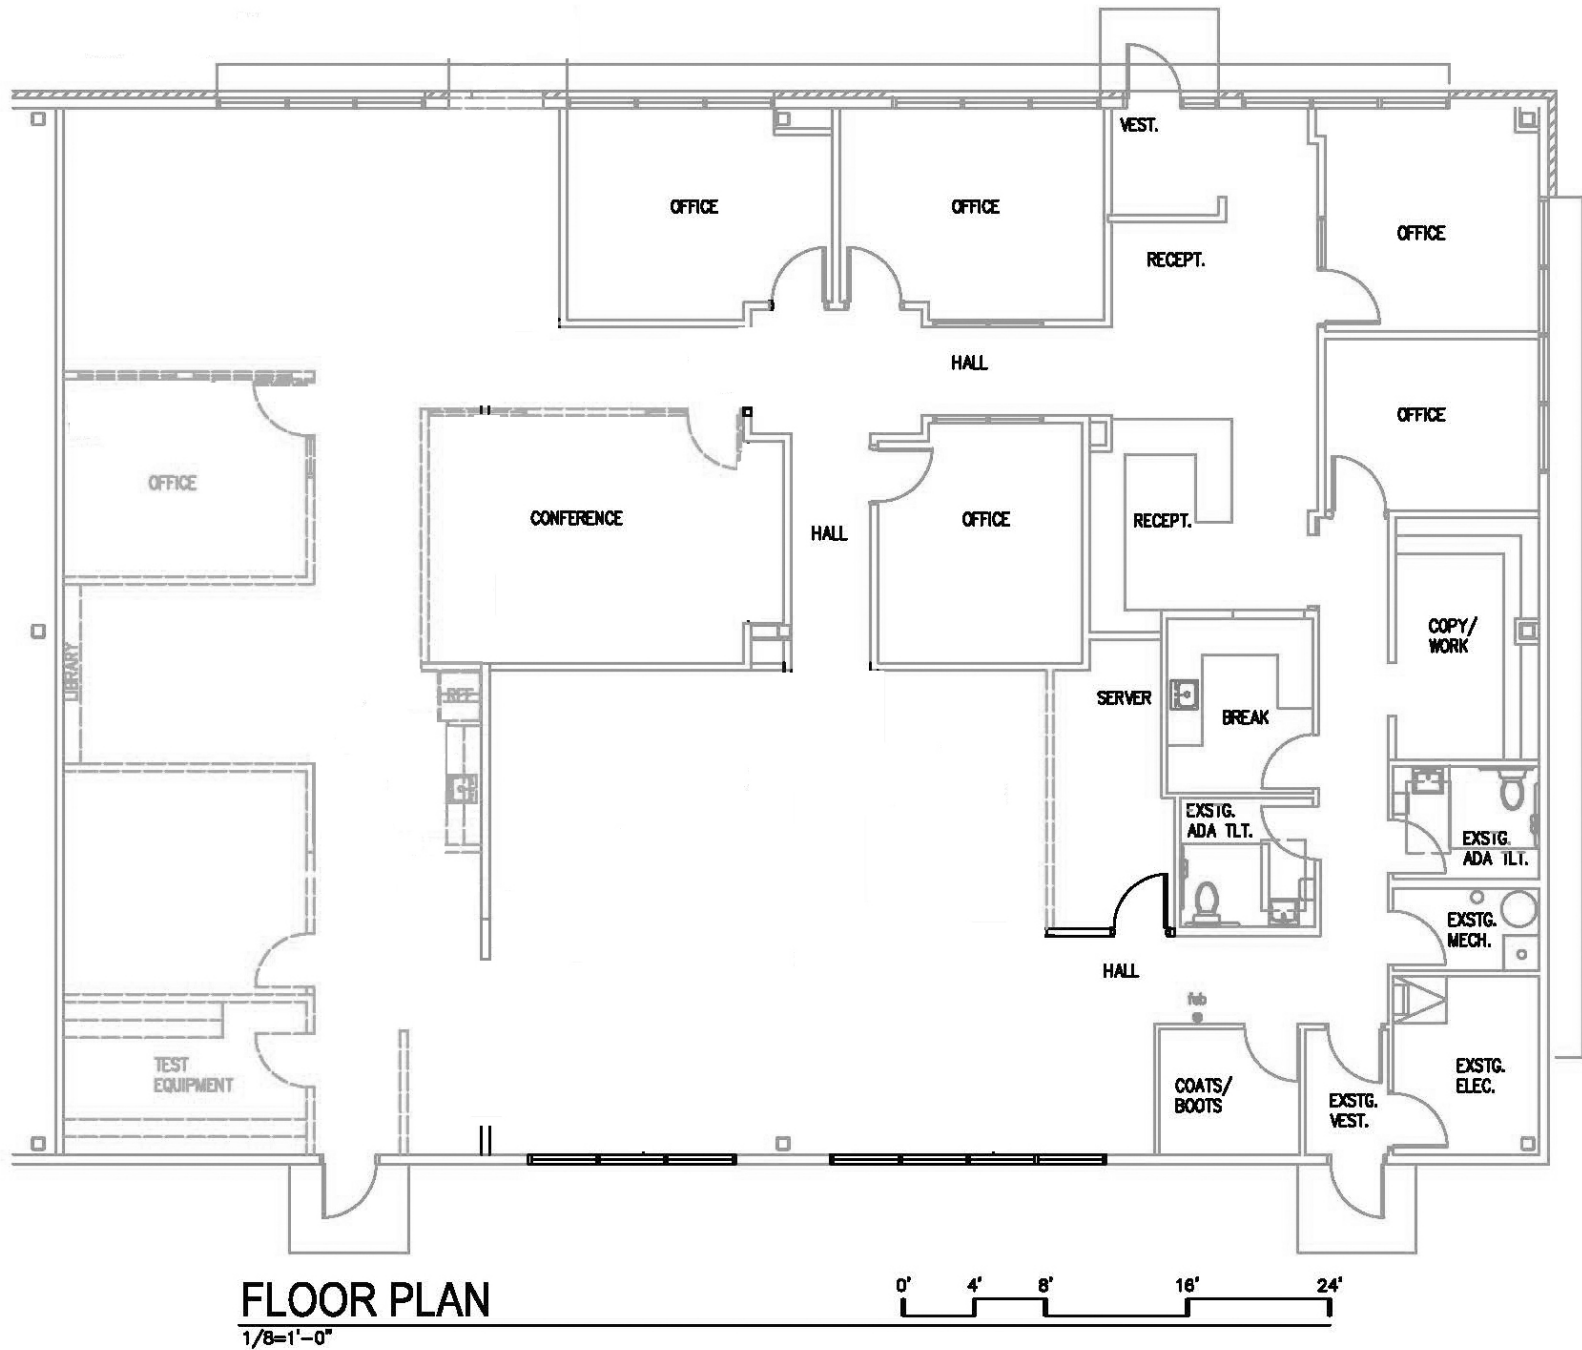 VEST.
OFFICE
OFFICE
OFFICE
RECEPT.
HALL
OFFICE
OFFICE
CONFERENCE
HALL
OFFICE
RECEPT.
COPY/
WORK
LIBRARY
REF
SERVER
BREAK
EXSTG.
ADA TLT.
EXSTG.
ADA TLT.
EXSTG.
MECH.
HALL
fub
TEST
EQUIPMENT
COATS/
BOOTS
EXSTG.
VEST.
EXSTG.
ELEC.
FLOOR PLAN
1/8=1'-0"
0' 4' 8' 16' 24'